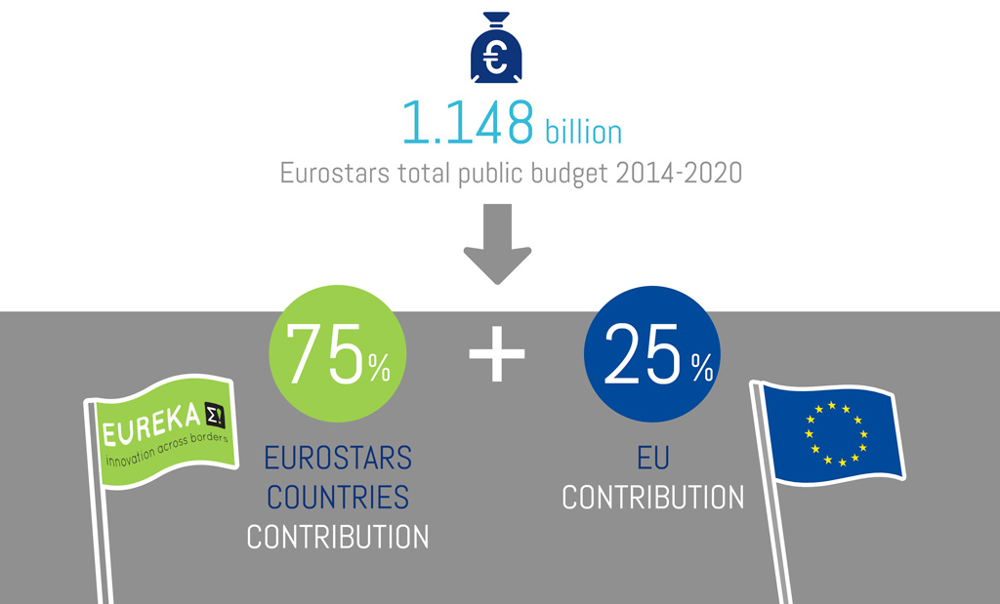 €
1.148 billion
Eurostars total public budget 2014-2020
75%
+
25%
EUREKA Σ!
innovation across borders
EUROSTARS
COUNTRIES
CONTRIBUTION
EU
CONTRIBUTION